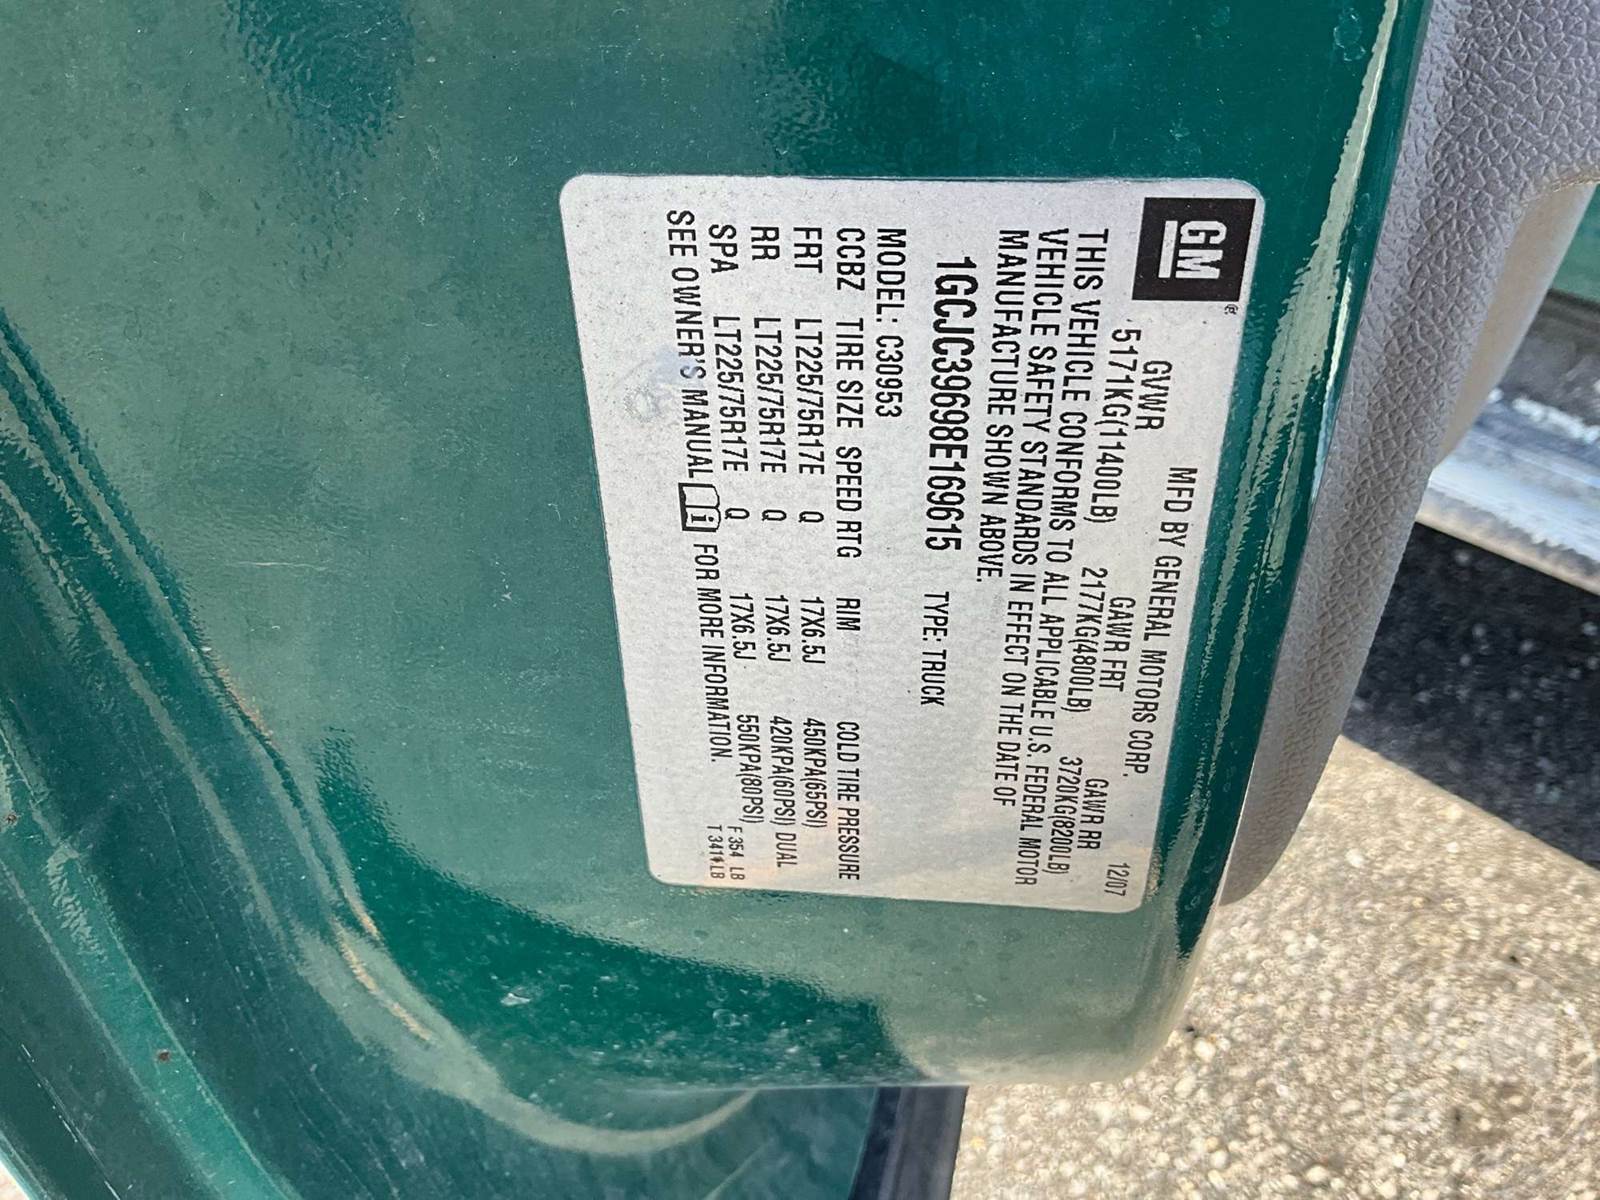 GM ®
MFD BY GENERAL MOTORS CORP. 12/07
GVWR GAWR FRT GAWR RR
5171KG(11400LB) 2177KG(4800LB) 3720KG(8200LB)
THIS VEHICLE CONFORMS TO ALL APPLICABLE U.S. FEDERAL MOTOR
VEHICLE SAFETY STANDARDS IN EFFECT ON THE DATE OF
MANUFACTURE SHOWN ABOVE.
1GCJC39698E169615 TYPE: TRUCK
MODEL: C30953
CCBZ TIRE SIZE SPEED RTG RIM COLD TIRE PRESSURE
FRT LT225/75R17E Q 17X6.5J 450KPA(65PSI)
RR LT225/75R17E Q 17X6.5J 420KPA(60PSI) DUAL
SPA LT225/75R17E Q 17X6.5J 550KPA(80PSI)
SEE OWNER'S MANUAL i FOR MORE INFORMATION.
F 354 LB